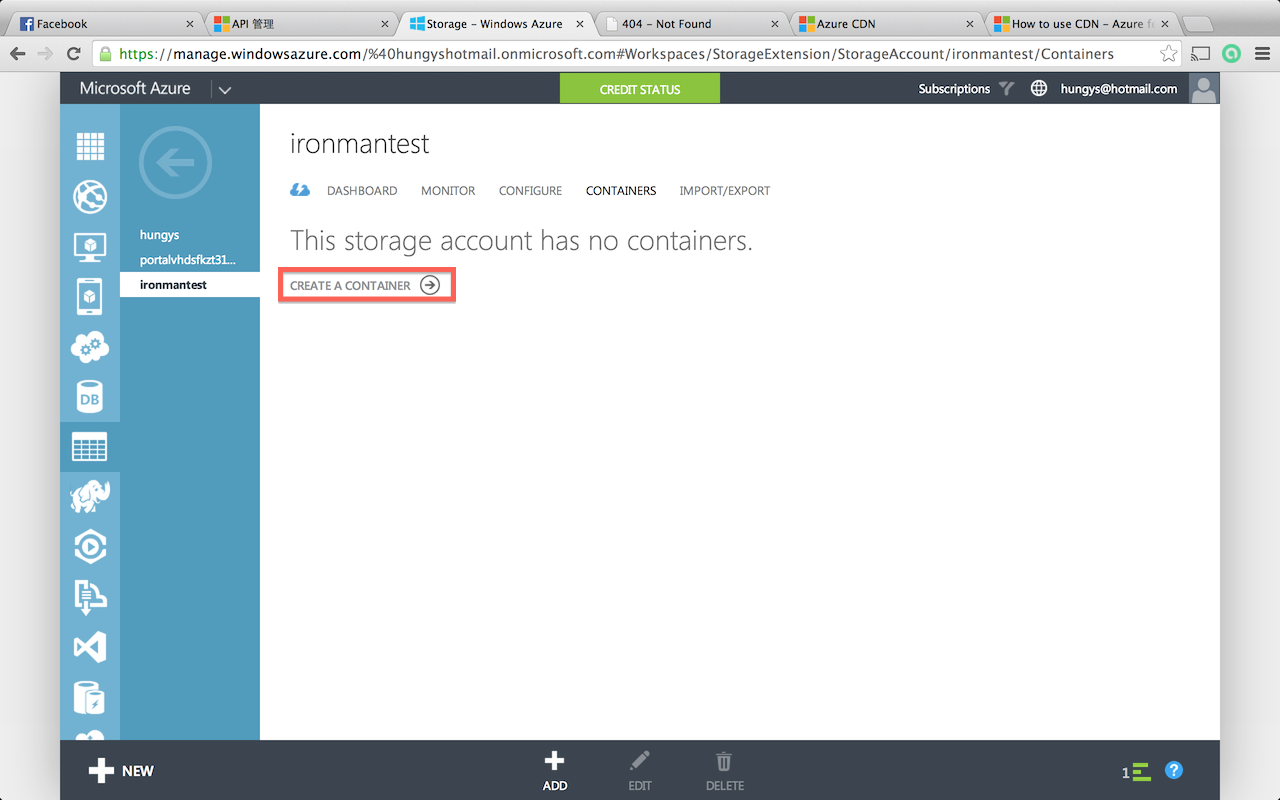 Facebook
API 管理
Storage – Windows Azure
404 – Not Found
Azure CDN
How to use CDN – Azure fe
https://manage.windowsazure.com/%40hungyshotmail.onmicrosoft.com#Workspaces/StorageExtension/StorageAccount/ironmantest/Containers
Microsoft Azure
CREDIT STATUS
Subscriptions
hungys@hotmail.com
ironmantest
DASHBOARD
MONITOR
CONFIGURE
CONTAINERS
IMPORT/EXPORT
hungys
portalvhdsfkzt31...
ironmantest
This storage account has no containers.
CREATE A CONTAINER
DB
NEW
ADD
EDIT
DELETE
1
?